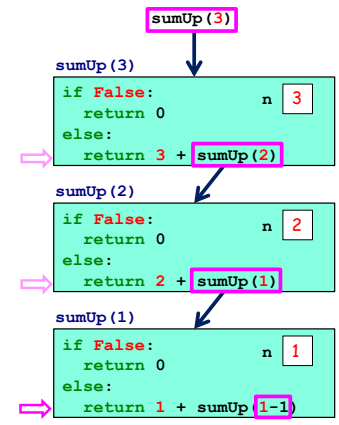 sumUp(3)
sumUp(3)
if False:
n 3
return 0
else:
return 3 + sumUp(2)
sumUp(2)
if False:
n 2
return 0
else:
return 2 + sumUp(1)
sumUp(1)
if False:
n 1
return 0
else:
return 1 + sumUp(1-1)